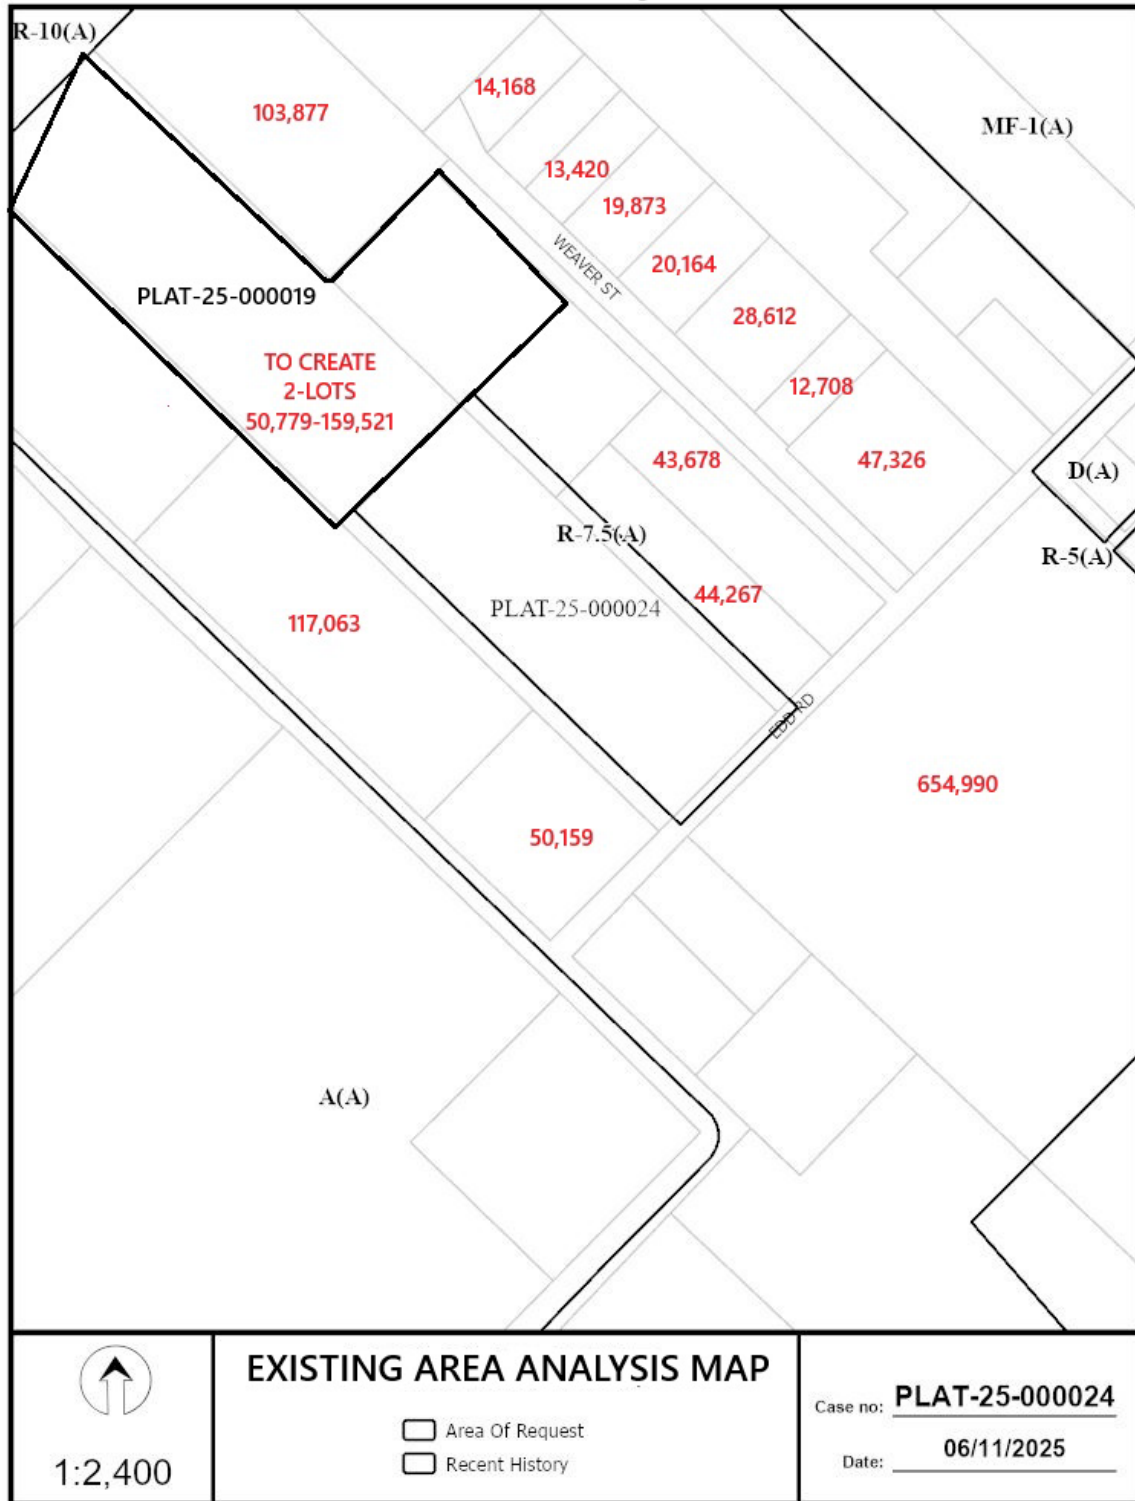 R-10(A)
14,168
103,877
MF-1(A)
13,420
19,873
WEAVER ST
20,164
PLAT-25-000019
28,612
TO CREATE
2-LOTS
50,779-159,521
12,708
43,678
47,326
D(A)
R-7.5(A)
R-5(A)
44,267
PLAT-25-000024
117,063
EDD RD
654,990
50,159
A(A)
1:2,400
EXISTING AREA ANALYSIS MAP
Area Of Request
Recent History
Case no: PLAT-25-000024
Date: 06/11/2025